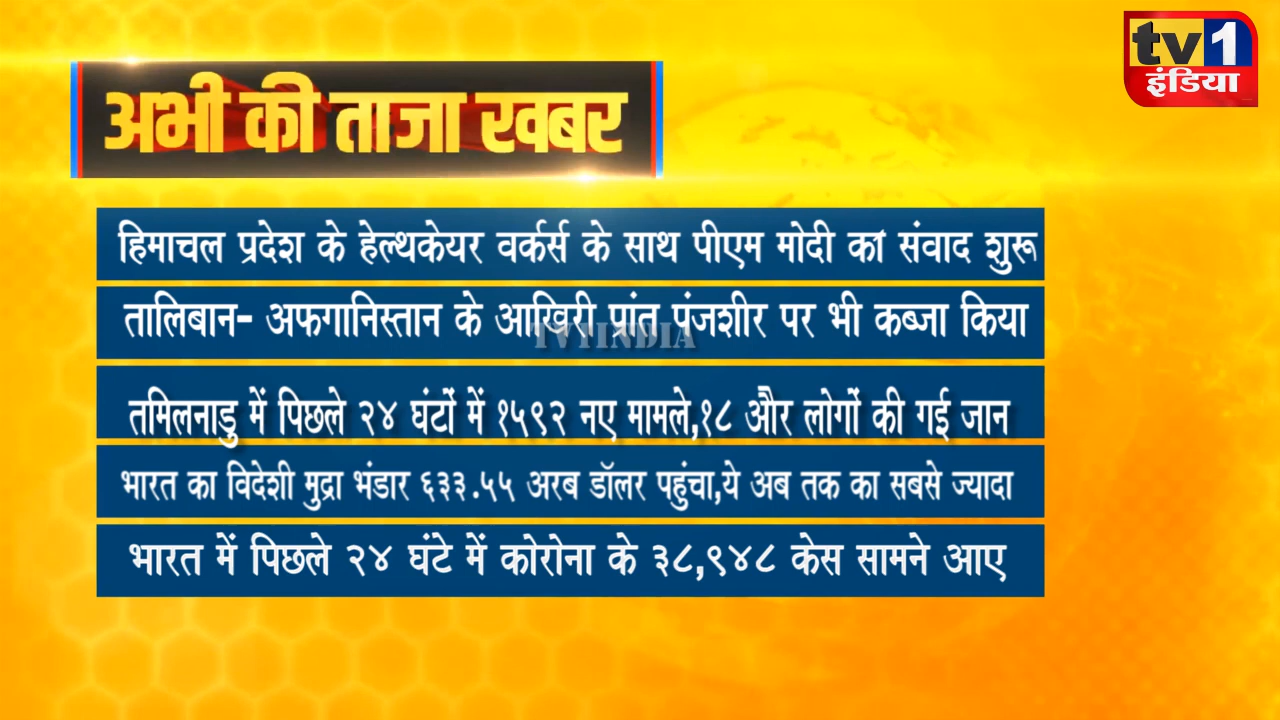 tv1
इंडिया
अभी की ताजा खबर
हिमाचल प्रदेश के हेल्थकेयर वर्कर्स के साथ पीएम मोदी का संवाद शुरू
तालिबान- अफगानिस्तान के आखिरी प्रांत पंजशीर पर भी कब्जा किया
TV1INDIA
तमिलनाडु में पिछले २४ घंटों में १५९२ नए मामले,१८ और लोगों की गई जान
भारत का विदेशी मुद्रा भंडार ६३३.५५ अरब डॉलर पहुंचा,ये अब तक का सबसे ज्यादा
भारत में पिछले २४ घंटे में कोरोना के ३८,९४८ केस सामने आए